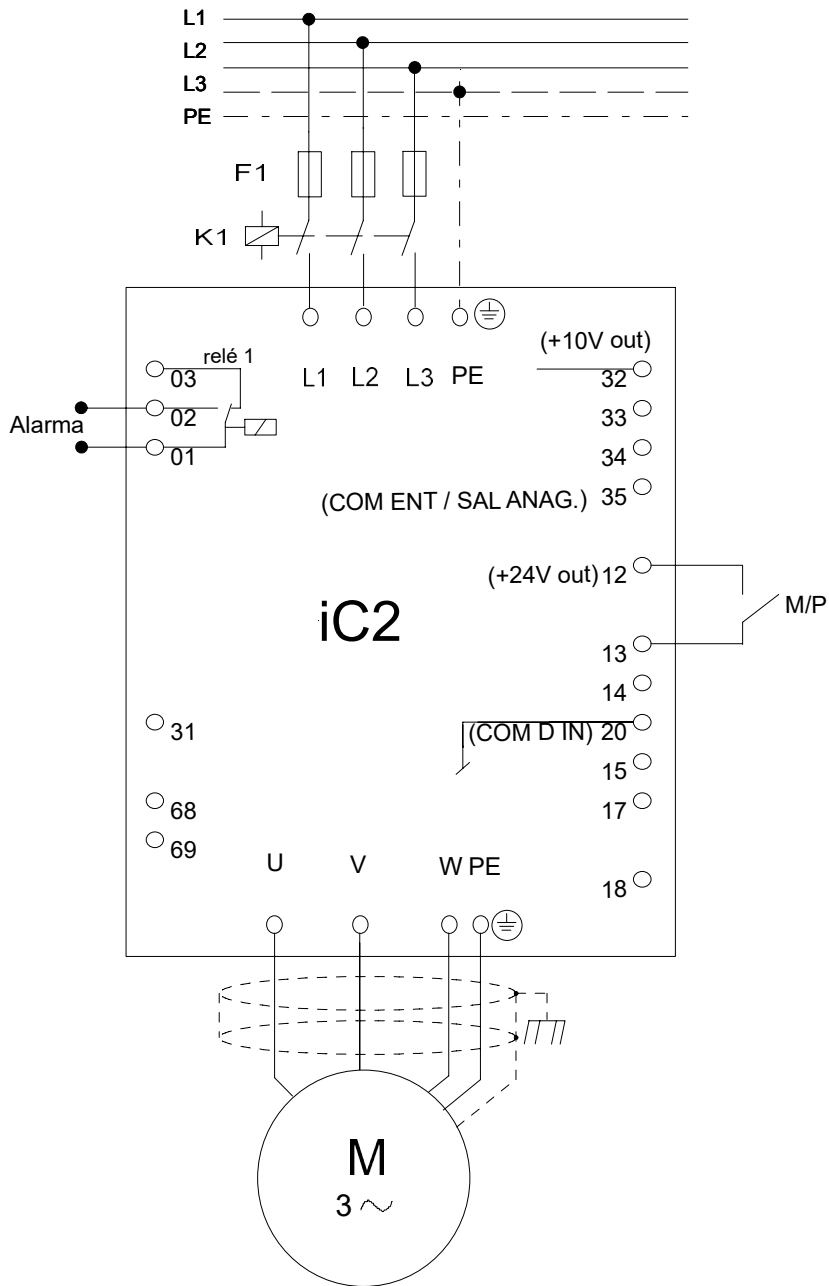 L1
L2
L3
PE
F1
K1
03
relé 1
L1 L2 L3 PE
(+10V out)
32
02
33
Alarma
01
34
(COM ENT / SAL ANAG.) 35
(+24V out) 12
iC2
M/P
13
14
31
(COM D IN) 20
15
68
17
69
U V W PE
18
M
3 ~